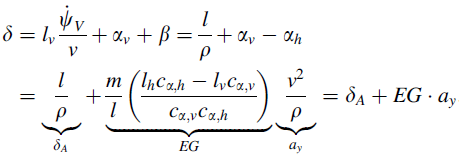 δ = l_v ψ̇_V / v + α_v + β = l / ρ + α_v − α_h
= l / ρ + m / l ( (l_h c_{α,h} − l_v c_{α,v}) / (c_{α,v} c_{α,h}) ) v² / ρ = δ_A + EG · a_y
δ_A EG a_y